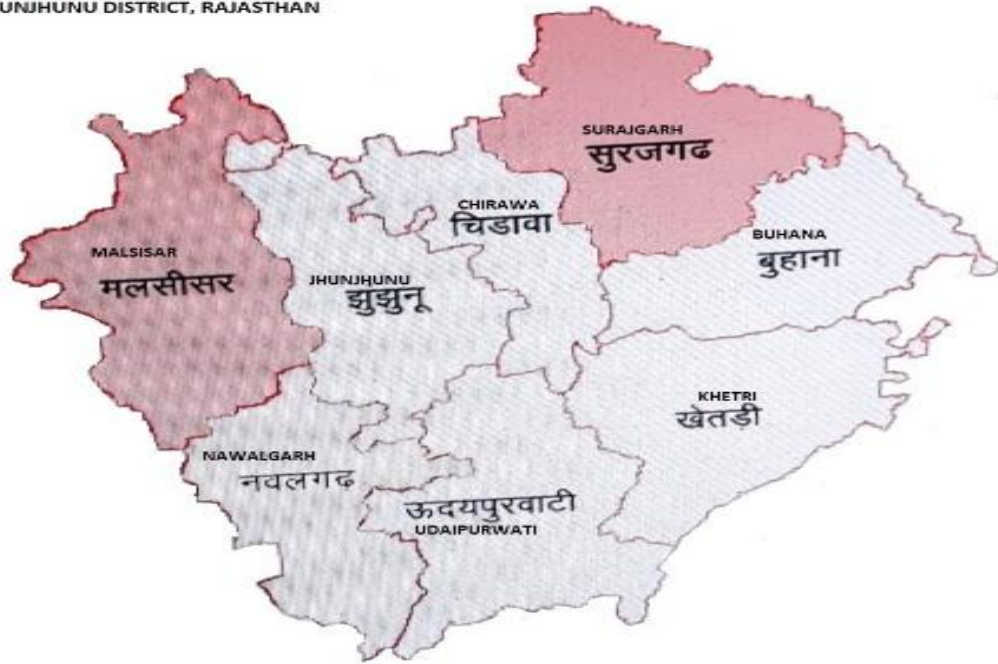 UNJHUNU DISTRICT, RAJASTHAN
SURAJGARH
सुरजगढ
CHIRAWA
चिडावा
BUHANA
बुहाना
MALSISAR
मलसीसर
JHUNJHUNU
झुझुनू
KHETRI
खेतड़ी
NAWALGARH
नवलगढ़
ऊदयपुरवाटी
UDAIPURWATI